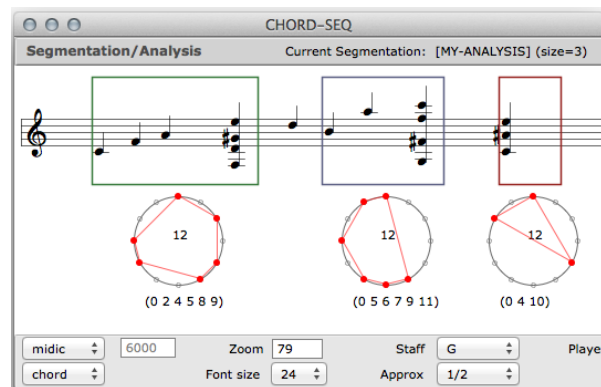 CHORD-SEQ
Segmentation/Analysis Current Segmentation: [MY-ANALYSIS] (size=3)
12 12 12
(0 2 4 5 8 9) (0 5 6 7 9 11) (0 4 10)
midic 6000 Zoom 79 Staff G Playe
chord Font size 24 Approx 1/2